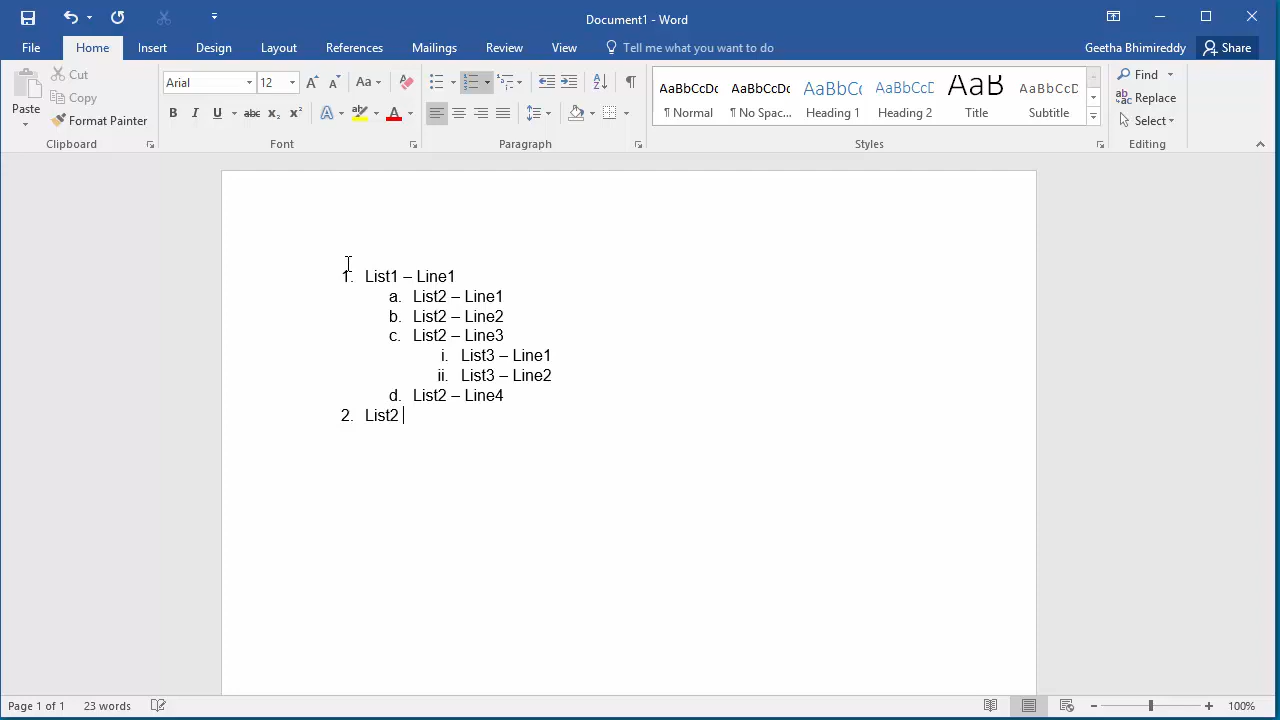 Document1 - Word
File Home Insert Design Layout References Mailings Review View Tell me what you want to do Geetha Bhimireddy Share
Paste
Cut
Copy
Format Painter
Clipboard
Arial 12 Aa
B I U abc x₂ x² A A
Font
Paragraph
AaBbCcDc AaBbCcDc AaBbCc AaBbCcD AaB AaBbCcD
¶ Normal ¶ No Spac... Heading 1 Heading 2 Title Subtitle
Styles
Find
Replace
Select
Editing
1. List1 – Line1
a. List2 – Line1
b. List2 – Line2
c. List2 – Line3
i. List3 – Line1
ii. List3 – Line2
d. List2 – Line4
2. List2
Page 1 of 1 23 words 100%